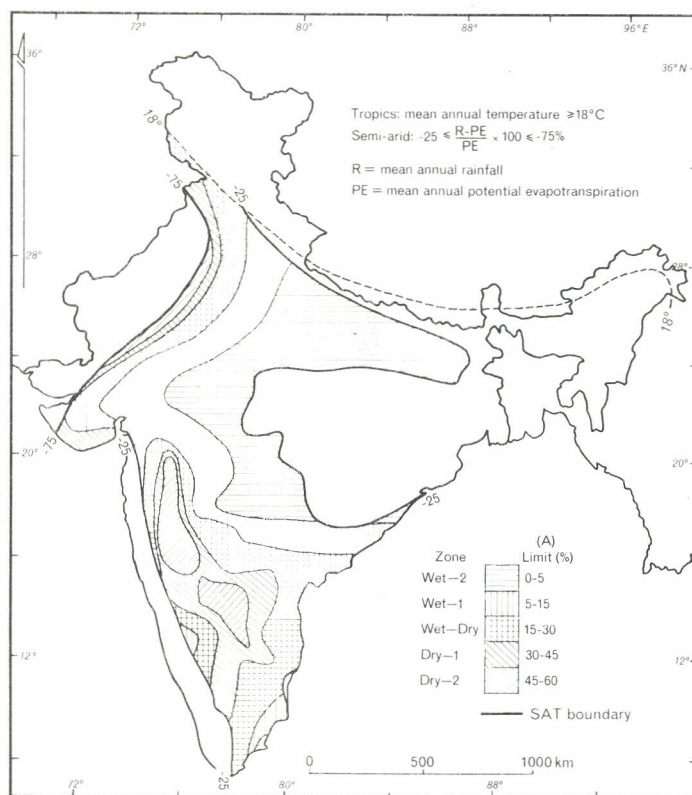 72° 80° 88° 96°E
36° 36°N
18°
Tropics: mean annual temperature ≥18°C
Semi-arid: -25 ≤ R-PE/PE × 100 ≤ -75%
R = mean annual rainfall
PE = mean annual potential evapotranspiration
-75 -25
28° 28°
18°
-75
20° -25 20°
-25
(A)
Zone Limit (%)
Wet—2 0-5
Wet—1 5-15
Wet—Dry 15-30
Dry—1 30-45
Dry—2 45-60
12° 12°
SAT boundary
0 500 1000 km
-25
72° 80° 88°